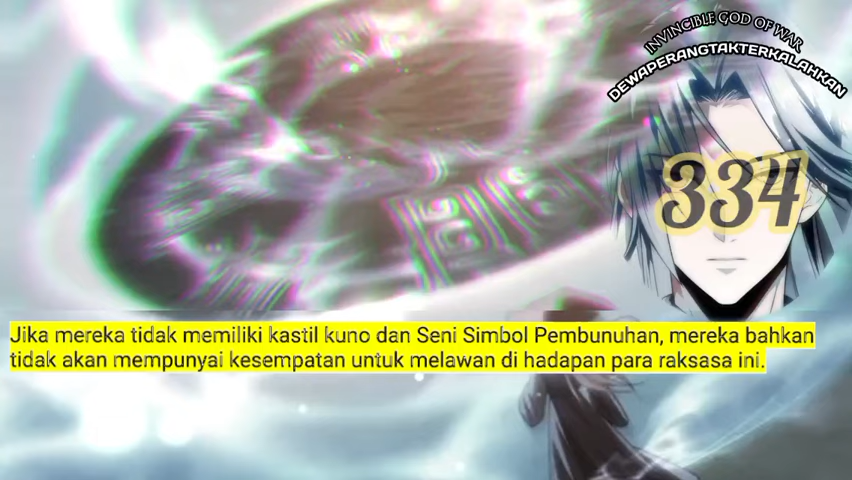 INVINCIBLE GOD OF WAR
DEWAPERANGTAKTERKALAHKAN
334
Jika mereka tidak memiliki kastil kuno dan Seni Simbol Pembunuhan, mereka bahkan
tidak akan mempunyai kesempatan untuk melawan di hadapan para raksasa ini.